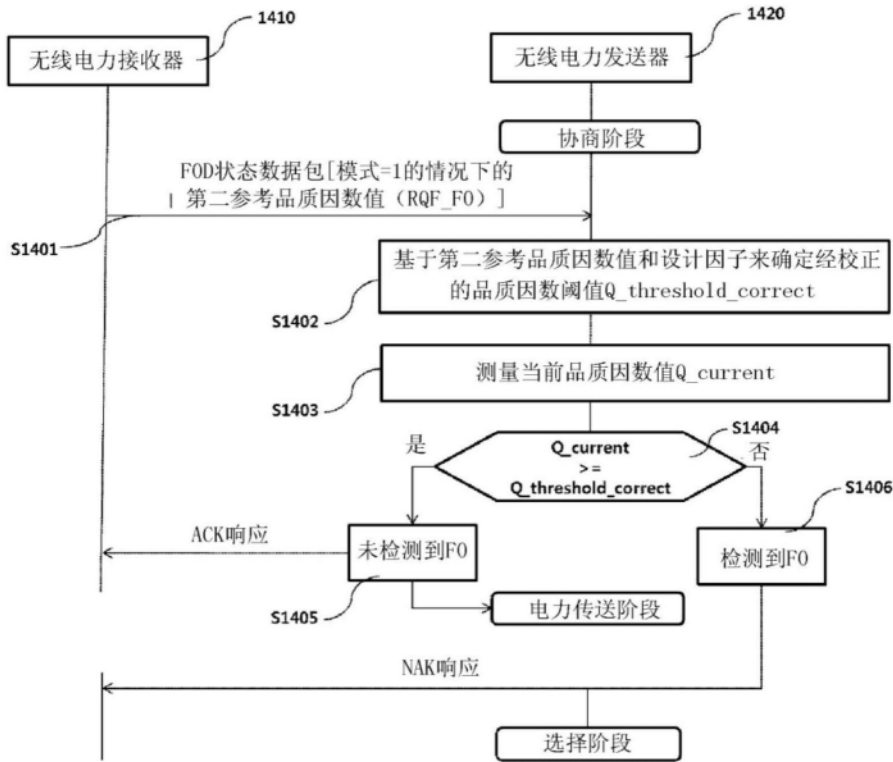 1410
1420
无线电力接收器
无线电力发送器
协商阶段
FOD状态数据包[模式=1的情况下的
第二参考品质因数值（RQF_FO）]
S1401
基于第二参考品质因数值和设计因子来确定经校正
的品质因数阈值Q_threshold_correct
S1402
测量当前品质因数值Q_current
S1403
S1404
是
Q_current
>=
Q_threshold_correct
否
S1406
ACK响应
未检测到FO
检测到FO
S1405
电力传送阶段
NAK响应
选择阶段